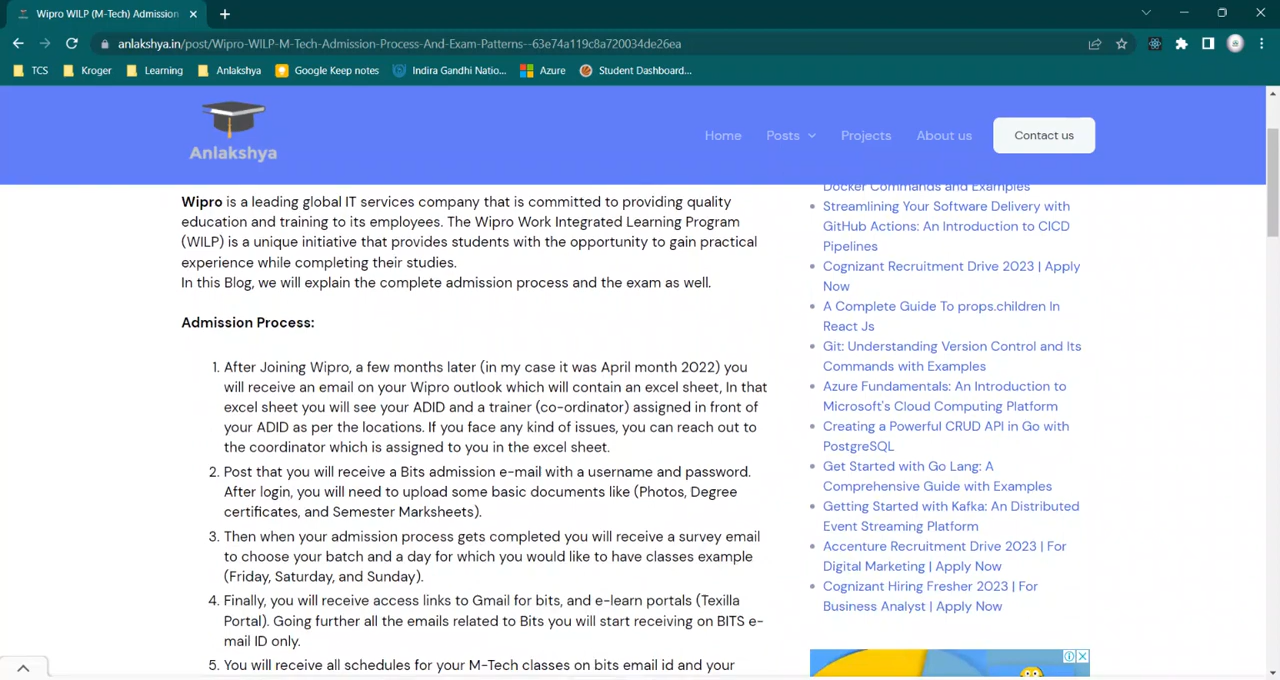 Wipro WILP (M-Tech) Admission
anlakshya.in/post/Wipro-WILP-M-Tech-Admission-Process-And-Exam-Patterns--63e74a119c8a720034de26ea
TCS Kroger Learning Anlakshya Google Keep notes Indira Gandhi Natio... Azure Student Dashboard...
Anlakshya
Home Posts Projects About us Contact us
Wipro is a leading global IT services company that is committed to providing quality
education and training to its employees. The Wipro Work Integrated Learning Program
(WILP) is a unique initiative that provides students with the opportunity to gain practical
experience while completing their studies.
In this Blog, we will explain the complete admission process and the exam as well.
Admission Process:
1. After Joining Wipro, a few months later (in my case it was April month 2022) you
will receive an email on your Wipro outlook which will contain an excel sheet, In that
excel sheet you will see your ADID and a trainer (co-ordinator) assigned in front of
your ADID as per the locations. If you face any kind of issues, you can reach out to
the coordinator which is assigned to you in the excel sheet.
2. Post that you will receive a Bits admission e-mail with a username and password.
After login, you will need to upload some basic documents like (Photos, Degree
certificates, and Semester Marksheets).
3. Then when your admission process gets completed you will receive a survey email
to choose your batch and a day for which you would like to have classes example
(Friday, Saturday, and Sunday).
4. Finally, you will receive access links to Gmail for bits, and e-learn portals (Texilla
Portal). Going further all the emails related to Bits you will start receiving on BITS e-
mail ID only.
5. You will receive all schedules for your M-Tech classes on bits email id and your
Docker Commands and Examples
Streamlining Your Software Delivery with
GitHub Actions: An Introduction to CICD
Pipelines
Cognizant Recruitment Drive 2023 | Apply
Now
A Complete Guide To props.children In
React Js
Git: Understanding Version Control and Its
Commands with Examples
Azure Fundamentals: An Introduction to
Microsoft's Cloud Computing Platform
Creating a Powerful CRUD API in Go with
PostgreSQL
Get Started with Go Lang: A
Comprehensive Guide with Examples
Getting Started with Kafka: An Distributed
Event Streaming Platform
Accenture Recruitment Drive 2023 | For
Digital Marketing | Apply Now
Cognizant Hiring Fresher 2023 | For
Business Analyst | Apply Now